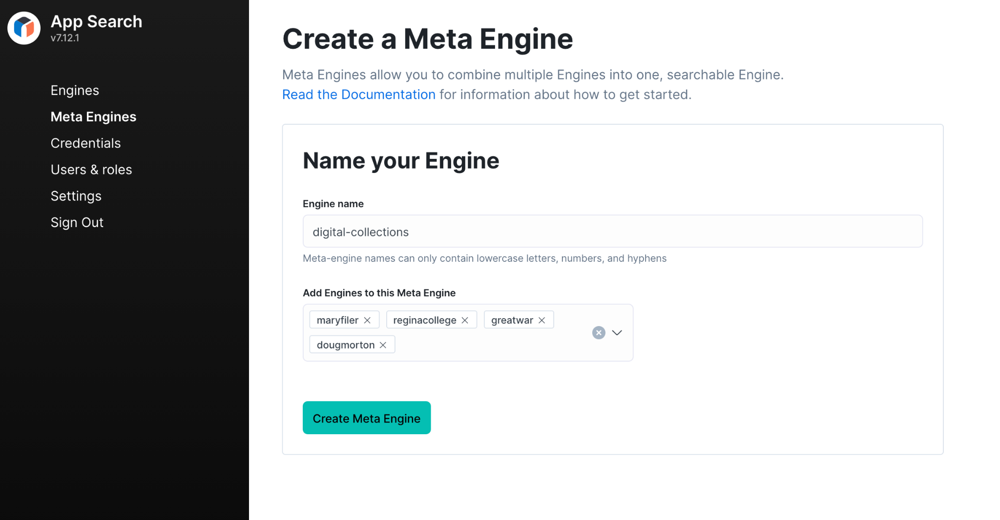 App Search
v7.12.1
Engines
Meta Engines
Credentials
Users & roles
Settings
Sign Out
Create a Meta Engine
Meta Engines allow you to combine multiple Engines into one, searchable Engine.
Read the Documentation for information about how to get started.
Name your Engine
Engine name
digital-collections
Meta-engine names can only contain lowercase letters, numbers, and hyphens
Add Engines to this Meta Engine
maryfiler reginacollege greatwar
dougmorton
Create Meta Engine